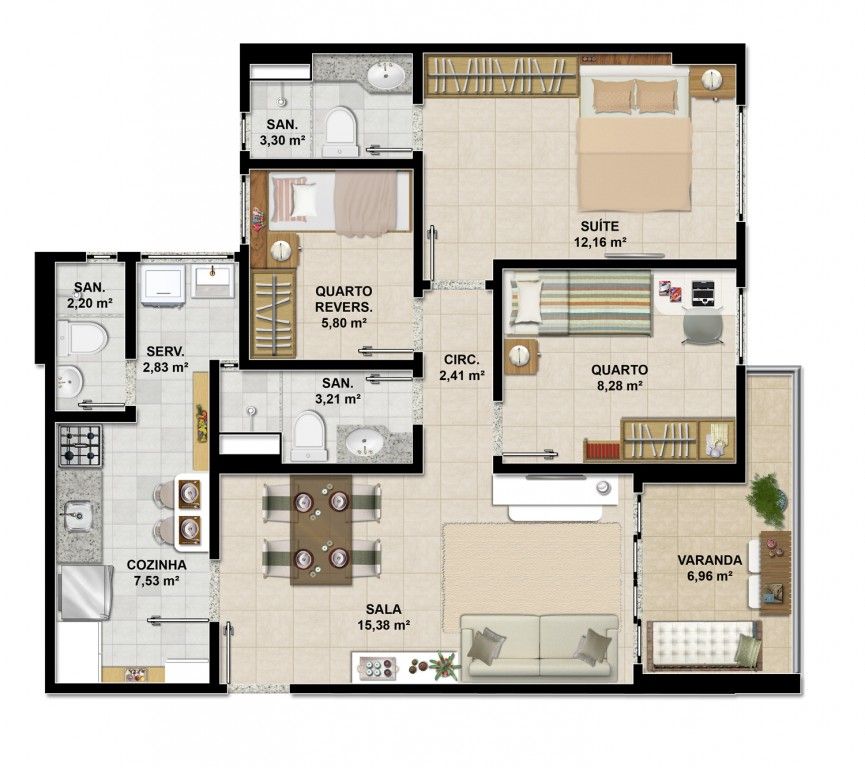 SAN.
3,30 m²
SUÍTE
12,16 m²
SAN.
2,20 m²
QUARTO
REVERS.
5,80 m²
SERV.
2,83 m²
CIRC.
2,41 m²
QUARTO
8,28 m²
SAN.
3,21 m²
COZINHA
7,53 m²
VARANDA
6,96 m²
SALA
15,38 m²